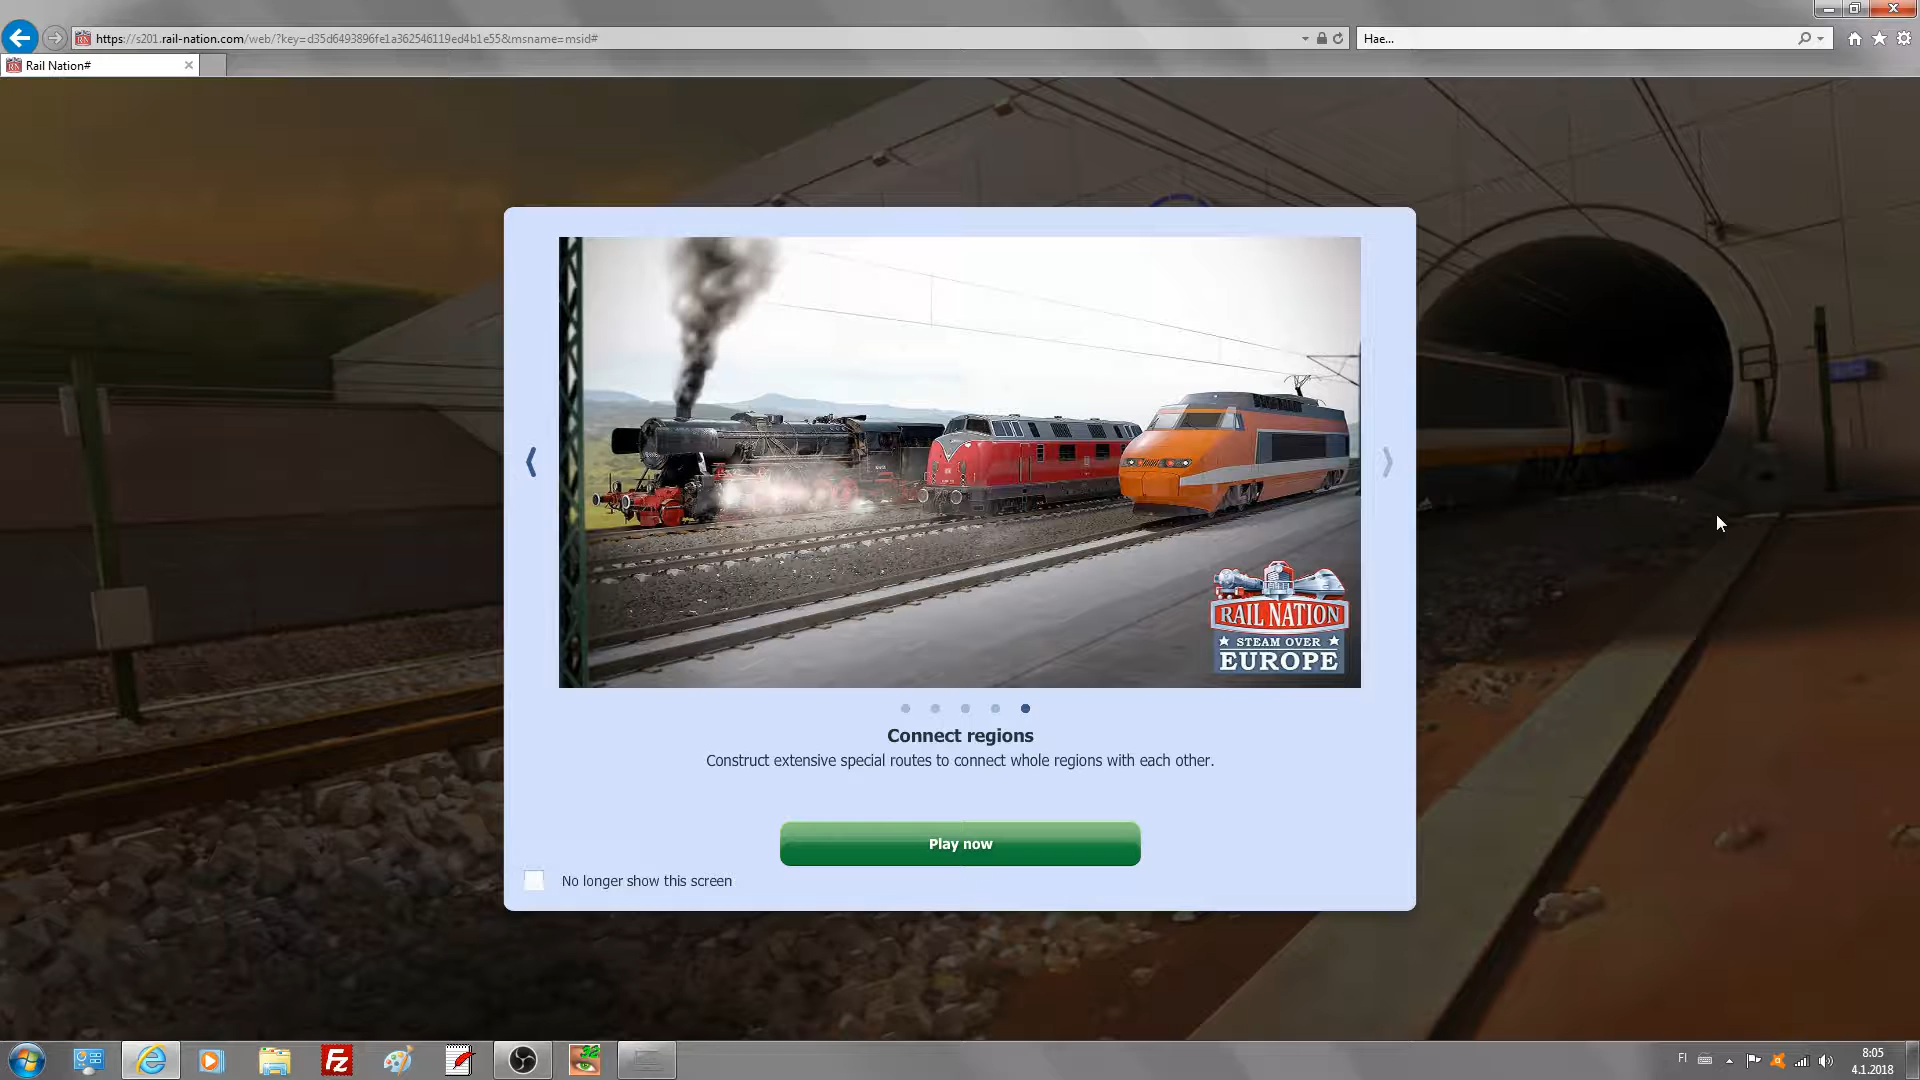 https://s201.rail-nation.com/web/?key=d35d6493896fe1a362546119ed4b1e55&msname=msid#
Hae...
Rail Nation#
RAIL NATION
STEAM OVER
EUROPE
Connect regions
Construct extensive special routes to connect whole regions with each other.
Play now
No longer show this screen
FI
8:05
4.1.2018